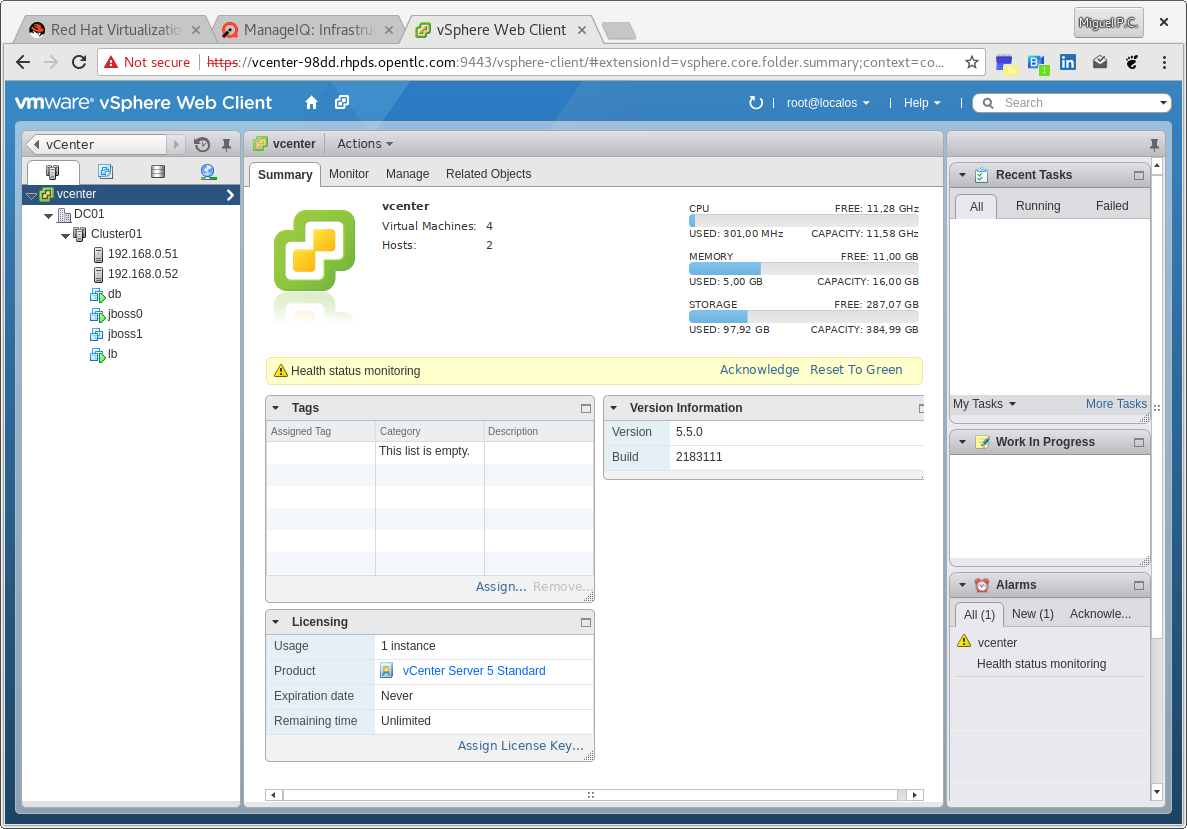 Red Hat Virtualizatio
ManageIQ: Infrastru
vSphere Web Client
Miguel P.C.
Not secure
https://vcenter-98dd.rhpds.opentlc.com:9443/vsphere-client/#extensionId=vsphere.core.folder.summary;context=co...
vmware® vSphere Web Client
root@localos
Help
Search
vCenter
vcenter
DC01
Cluster01
192.168.0.51
192.168.0.52
db
jboss0
jboss1
lb
vcenter
Actions
Summary
Monitor
Manage
Related Objects
vcenter
Virtual Machines: 4
Hosts: 2
CPU FREE: 11,28 GHz
USED: 301,00 MHz CAPACITY: 11,58 GHz
MEMORY FREE: 11,00 GB
USED: 5,00 GB CAPACITY: 16,00 GB
STORAGE FREE: 287,07 GB
USED: 97,92 GB CAPACITY: 384,99 GB
Health status monitoring
Acknowledge Reset To Green
Tags
Assigned Tag Category Description
This list is empty.
Assign... Remove...
Version Information
Version 5.5.0
Build 2183111
Licensing
Usage 1 instance
Product vCenter Server 5 Standard
Expiration date Never
Remaining time Unlimited
Assign License Key...
Recent Tasks
All Running Failed
My Tasks More Tasks
Work In Progress
Alarms
All (1) New (1) Acknowle...
vcenter
Health status monitoring